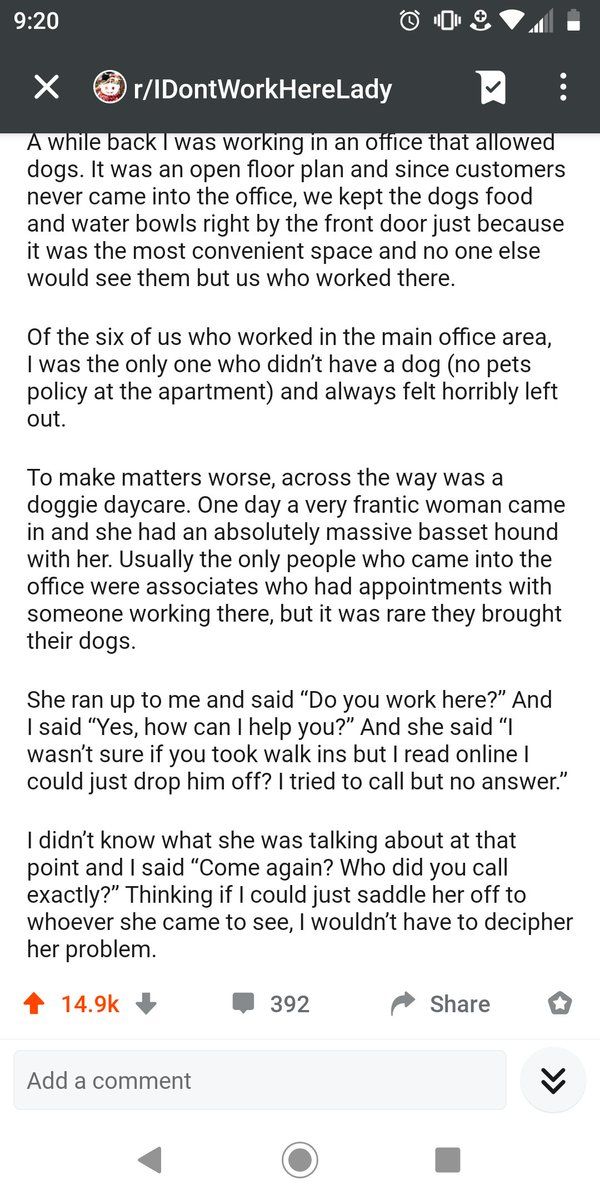 9:20
r/IDontWorkHereLady
A while back I was working in an office that allowed
dogs. It was an open floor plan and since customers
never came into the office, we kept the dogs food
and water bowls right by the front door just because
it was the most convenient space and no one else
would see them but us who worked there.
Of the six of us who worked in the main office area,
I was the only one who didn’t have a dog (no pets
policy at the apartment) and always felt horribly left
out.
To make matters worse, across the way was a
doggie daycare. One day a very frantic woman came
in and she had an absolutely massive basset hound
with her. Usually the only people who came into the
office were associates who had appointments with
someone working there, but it was rare they brought
their dogs.
She ran up to me and said “Do you work here?” And
I said “Yes, how can I help you?” And she said “I
wasn’t sure if you took walk ins but I read online I
could just drop him off? I tried to call but no answer.”
I didn’t know what she was talking about at that
point and I said “Come again? Who did you call
exactly?” Thinking if I could just saddle her off to
whoever she came to see, I wouldn’t have to decipher
her problem.
14.9k 392 Share
Add a comment